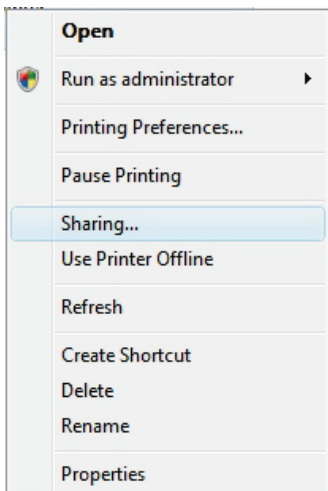 Open
Run as administrator
Printing Preferences...
Pause Printing
Sharing...
Use Printer Offline
Refresh
Create Shortcut
Delete
Rename
Properties